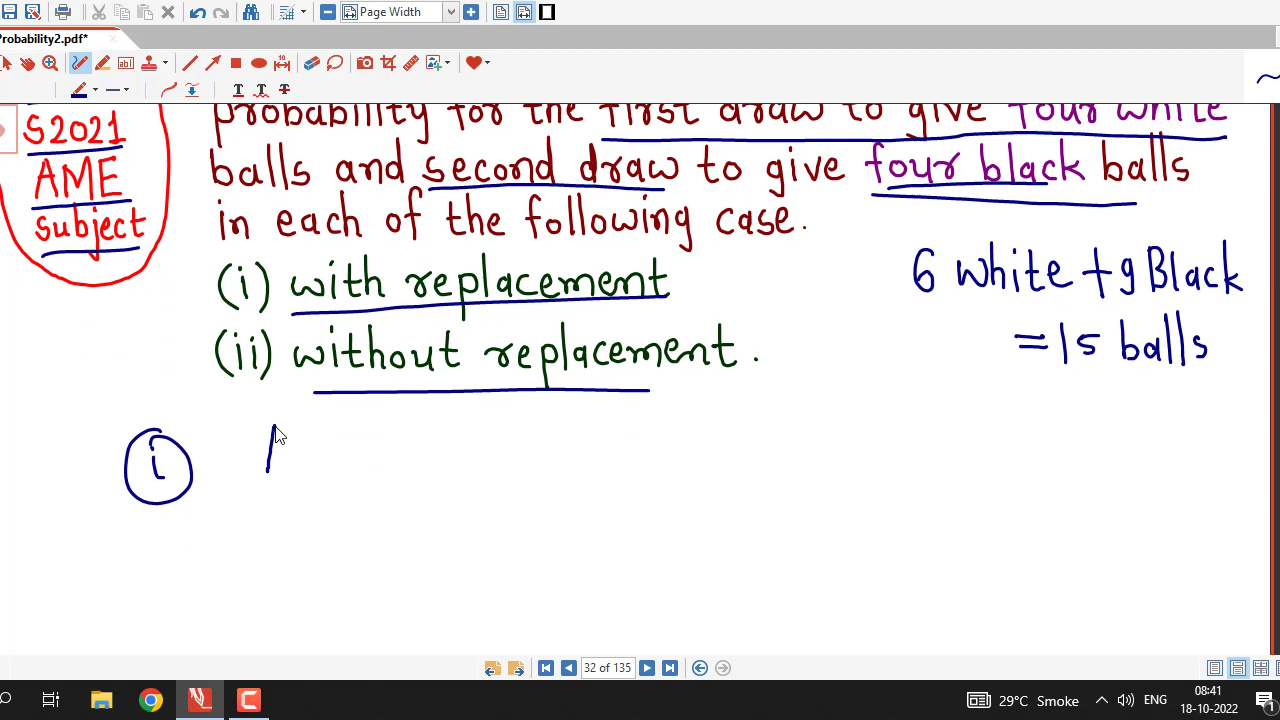 Page Width
Probability2.pdf*
probability for the first draw to give four white
balls and second draw to give four black balls
in each of the following case.
(i) with replacement
(ii) without replacement.
S2021
AME
subject
6 White + 9 Black
= 15 balls
i
32 of 135
29°C Smoke
ENG
08:41
18-10-2022